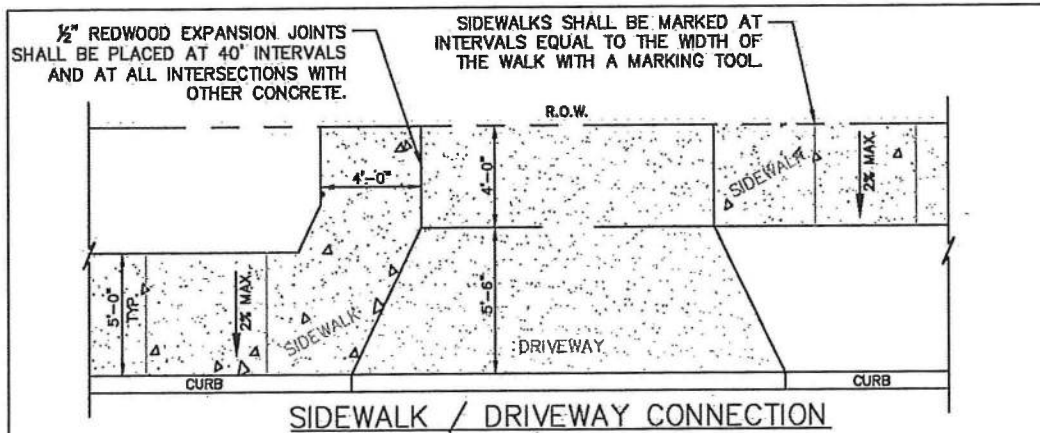 ½" REDWOOD EXPANSION JOINTS
SHALL BE PLACED AT 40' INTERVALS
AND AT ALL INTERSECTIONS WITH
OTHER CONCRETE.
SIDEWALKS SHALL BE MARKED AT
INTERVALS EQUAL TO THE WIDTH OF
THE WALK WITH A MARKING TOOL.
R.O.W.
4'-0"
4'-0"
SIDEWALK
2% MAX.
5'-0"
TYP.
2% MAX.
SIDEWALK
5'-6"
DRIVEWAY
CURB
CURB
SIDEWALK / DRIVEWAY CONNECTION